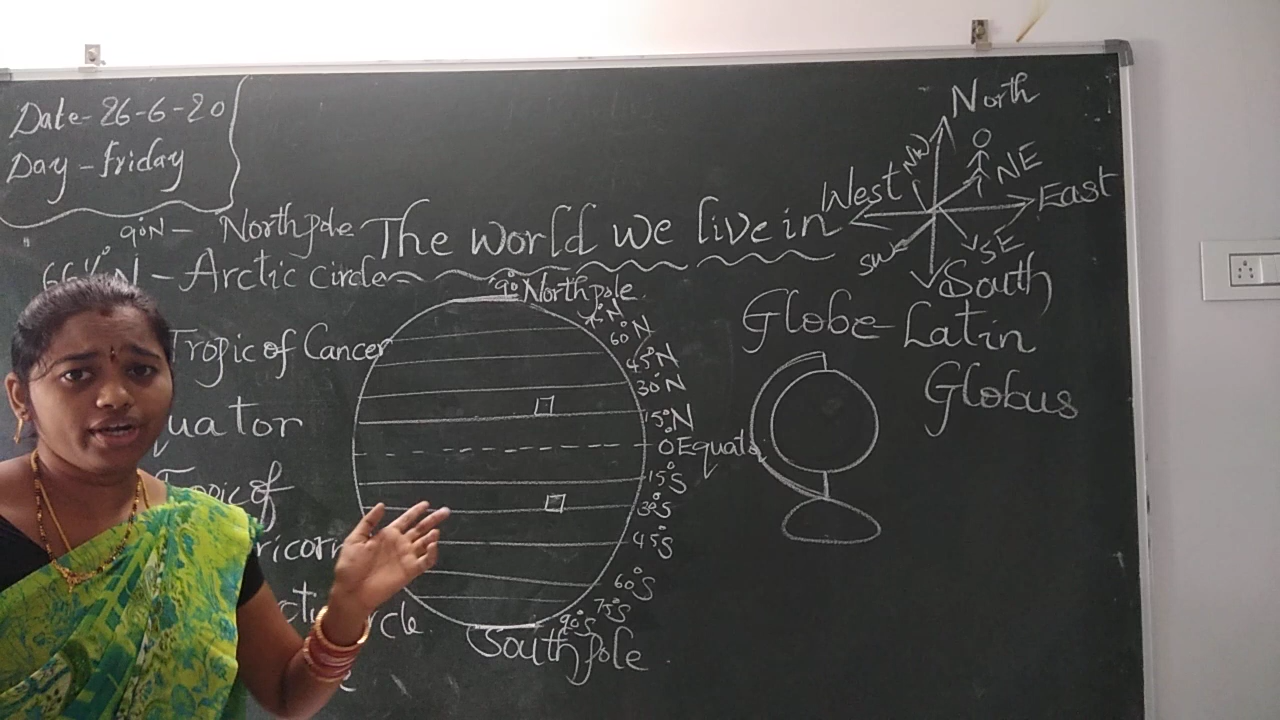 Date-26-6-20
Day - friday
The world we live in
90°N - Northpole
66½°N - Arctic circle
Tropic of Cancer
uator
Tropic of
ricorn
rcle
90° Northpole
60°N
45°N
30°N
15°N
0° Equator
15°S
30°S
45°S
60°S
75°S
90°S
South pole
North
NW
NE
West
East
SW
SE
South
Globe - Latin
Globus